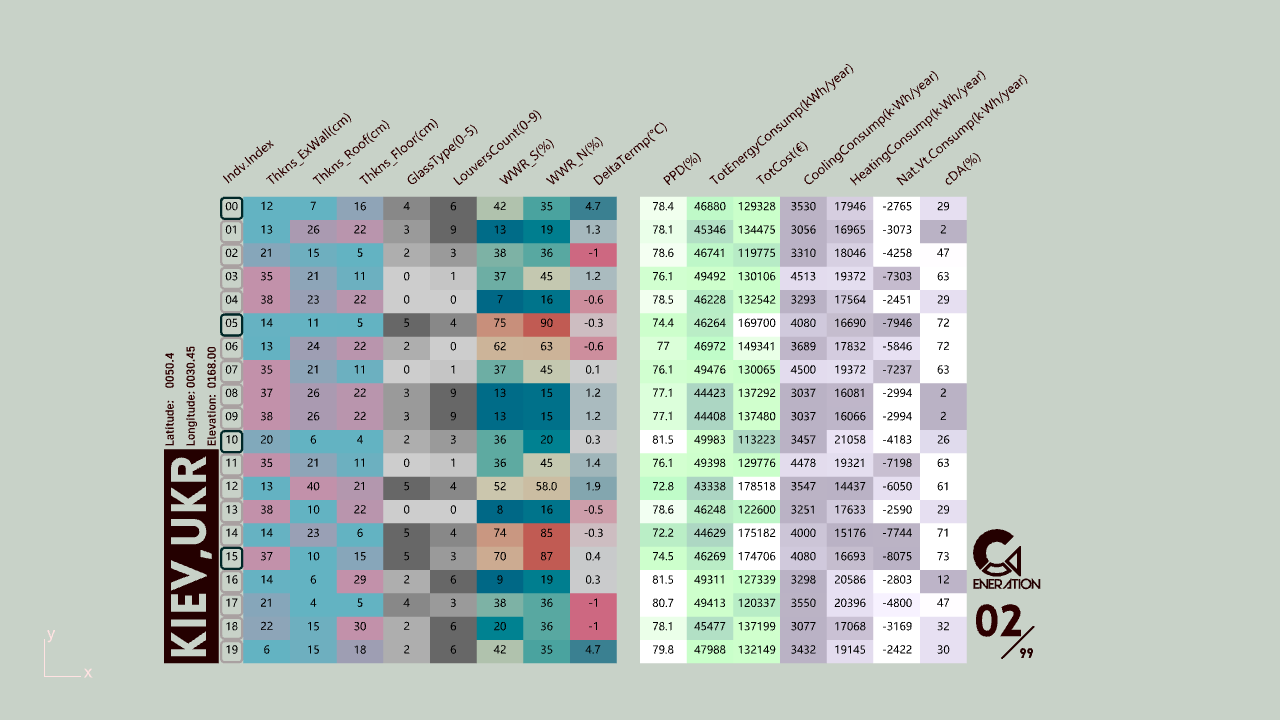 Indv.Index Thkns_ExWall(cm) Thkns_Roof(cm) Thkns_Floor(cm) GlassType(0-5) LouversCount(0-9) WWR_S(%) WWR_N(%) DeltaTermp(°C) PPD(%) TotEnergyConsump(kWh/year) TotCost(€) CoolingConsump(k·Wh/year) HeatingConsump(k·Wh/year) Nat.Vt.Consump(k·Wh/year) cDA(%)
00 12 7 16 4 6 42 35 4.7 78.4 46880 129328 3530 17946 -2765 29
01 13 26 22 3 9 13 19 1.3 78.1 45346 134475 3056 16965 -3073 2
02 21 15 5 2 3 38 36 -1 78.6 46741 119775 3310 18046 -4258 47
03 35 21 11 0 1 37 45 1.2 76.1 49492 130106 4513 19372 -7303 63
04 38 23 22 0 0 7 16 -0.6 78.5 46228 132542 3293 17564 -2451 29
05 14 11 5 5 4 75 90 -0.3 74.4 46264 169700 4080 16690 -7946 72
06 13 24 22 2 0 62 63 -0.6 77 46972 149341 3689 17832 -5846 72
07 35 21 11 0 1 37 45 0.1 76.1 49476 130065 4500 19372 -7237 63
08 37 26 22 3 9 13 15 1.2 77.1 44423 137292 3037 16081 -2994 2
09 38 26 22 3 9 13 15 1.2 77.1 44408 137480 3037 16066 -2994 2
10 20 6 4 2 3 36 20 0.3 81.5 49983 113223 3457 21058 -4183 26
11 35 21 11 0 1 36 45 1.4 76.1 49398 129776 4478 19321 -7198 63
12 13 40 21 5 4 52 58.0 1.9 72.8 43338 178518 3547 14437 -6050 61
13 38 10 22 0 0 8 16 -0.5 78.6 46248 122600 3251 17633 -2590 29
14 14 23 6 5 4 74 85 -0.3 72.2 44629 175182 4000 15176 -7744 71
15 37 10 15 5 3 70 87 0.4 74.5 46269 174706 4080 16693 -8075 73
16 14 6 29 2 6 9 19 0.3 81.5 49311 127339 3298 20586 -2803 12
17 21 4 5 4 3 38 36 -1 80.7 49413 120337 3550 20396 -4800 47
18 22 15 30 2 6 20 36 -1 78.1 45477 137199 3077 17068 -3169 32
19 6 15 18 2 6 42 35 4.7 79.8 47988 132149 3432 19145 -2422 30
Latitude: 0050.4
Longitude: 0030.45
Elevation: 0168.00
KIEV,UKR
GENERATION
02/99
y
x